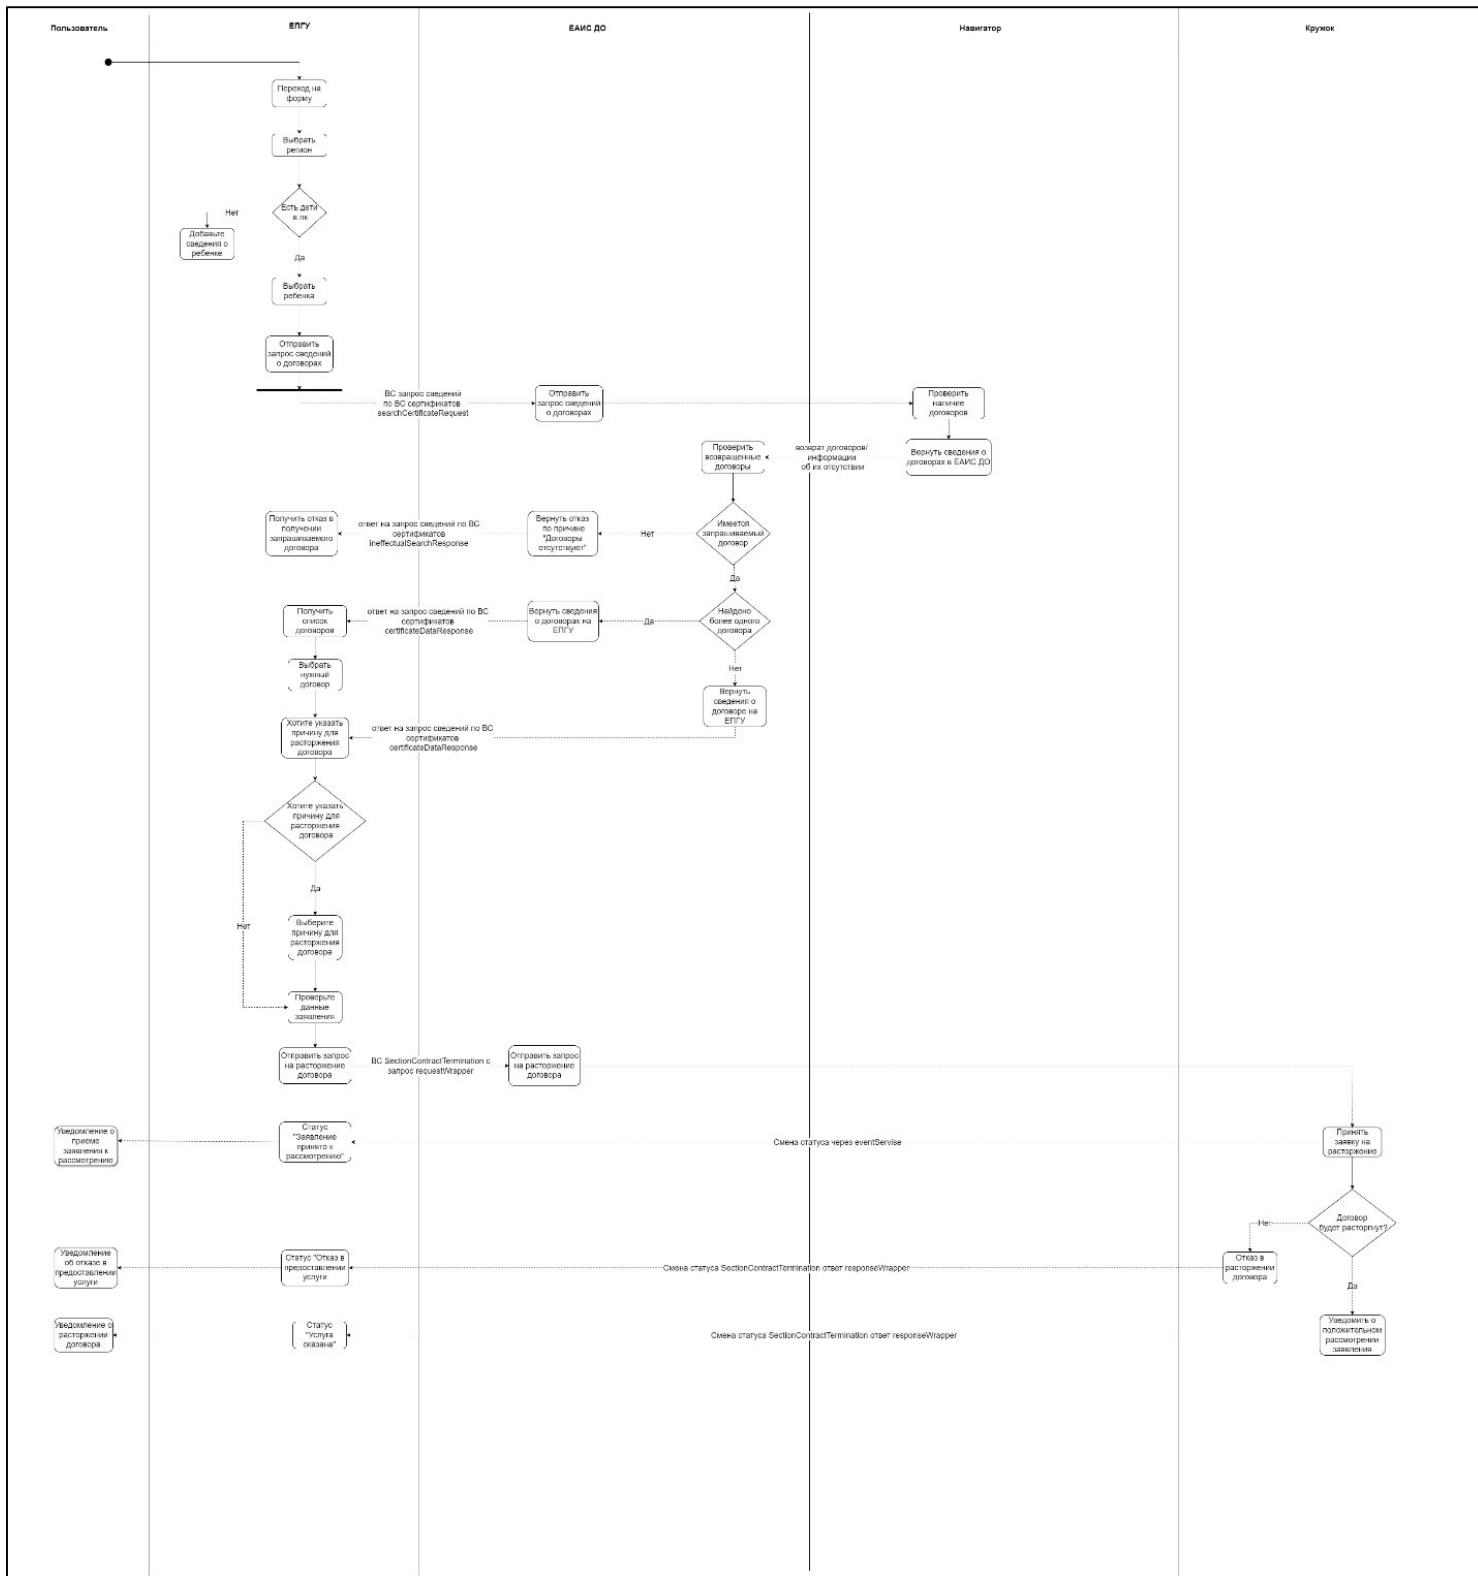 Пользователь
ЕПГУ
ЕАИС ДО
Навигатор
Кружок
Переход на
форму
Выбрать
регион
Есть дети
в лк
Нет
Добавьте
сведения о
ребенке
Да
Выбрать
ребенка
Отправить
запрос сведений
о договорах
ВС запрос сведений
по ВС сертификатов
searchCertificateRequest
Отправить
запрос сведений
о договорах
Проверить
наличие
договоров
Проверить
возвращенные
договоры
возврат договоров/
информации
об их отсутствии
Вернуть сведения о
договорах в ЕАИС ДО
Получить отказ в
получении
запрашиваемого
договора
ответ на запрос сведений по ВС
сертификатов
ineffectualSearchResponse
Вернуть отказ
по причине
"Договоры
отсутствуют"
Нет
Имеется
запрашиваемый
договор
Да
Получить
список
договоров
ответ на запрос сведений по ВС
сертификатов
certificateDataResponse
Вернуть сведения
о договорах на
ЕПГУ
Да
Найдено
более одного
договора
Нет
Выбрать
нужный
договор
Вернуть
сведения о
договоре на
ЕПГУ
Хотите указать
причину для
расторжения
договора
ответ на запрос сведений по ВС
сертификатов
certificateDataResponse
Хотите указать
причину для
расторжения
договора
Да
Нет
Выберите
причину для
расторжения
договора
Проверьте
данные
заявления
Отправить запрос
на расторжение
договора
ВС SectionContractTermination с
запрос requestWrapper
Отправить запрос
на расторжение
договора
Уведомление о
приеме
заявления к
рассмотрению
Статус
"Заявление
принято к
рассмотрению"
Смена статуса через eventServise
Принять
заявку на
расторжение
Договор
будет расторгнут?
Нет
Уведомление
об отказе в
предоставлении
услуги
Статус "Отказ в
предоставлении
услуги
Смена статуса SectionContractTermination ответ responseWrapper
Отказ в
расторжении
договора
Да
Уведомление о
расторжении
договора
Статус
"Услуга
оказана"
Смена статуса SectionContractTermination ответ responseWrapper
Уведомить о
положительном
рассмотрении
заявления